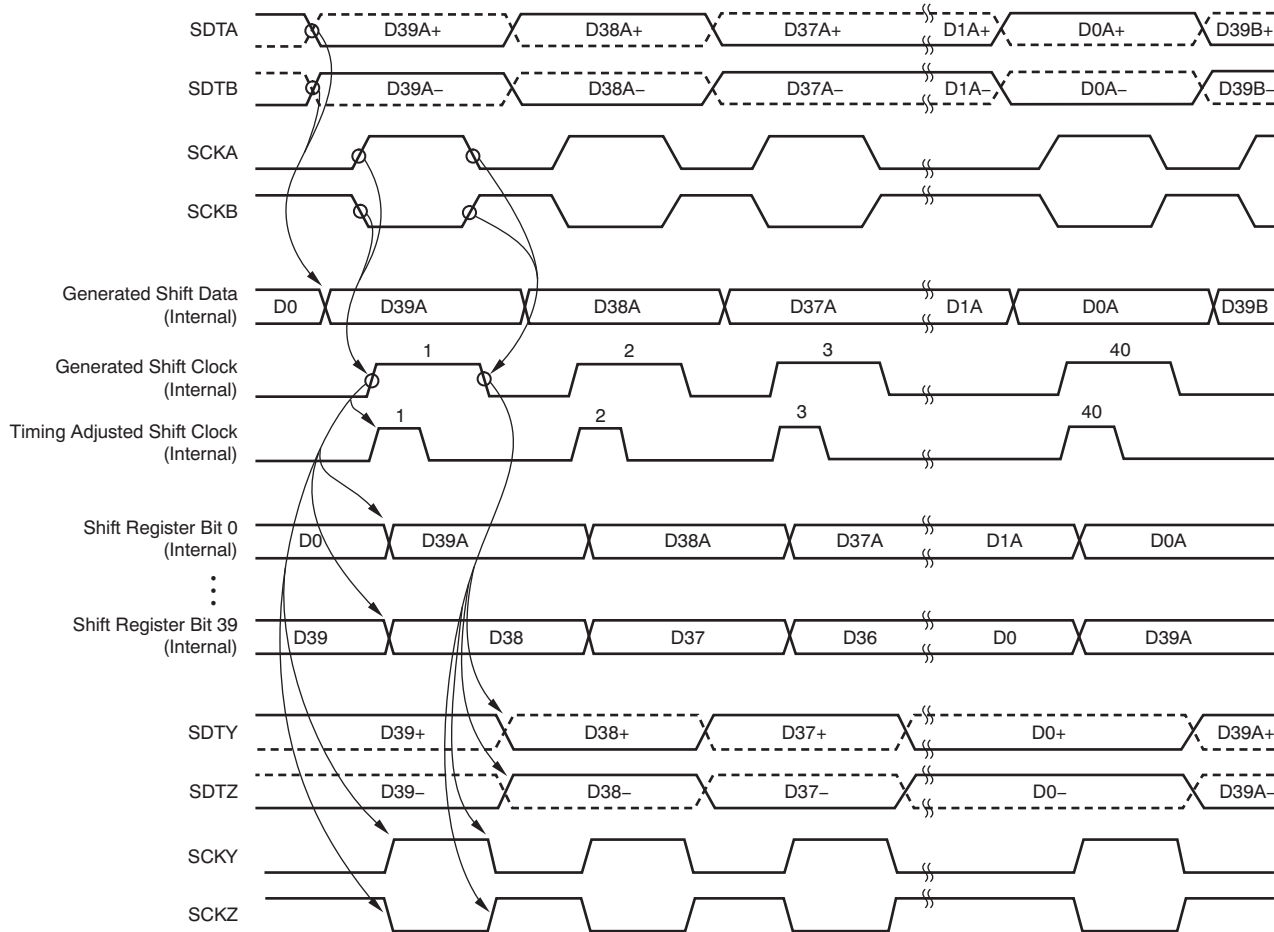 SDTA D39A+ D38A+ D37A+ D1A+ D0A+ D39B+
SDTB D39A− D38A− D37A− D1A− D0A− D39B−
SCKA
SCKB
Generated Shift Data
(Internal)
D0 D39A D38A D37A D1A D0A D39B
Generated Shift Clock
(Internal)
1 2 3 40
Timing Adjusted Shift Clock
(Internal)
1 2 3 40
Shift Register Bit 0
(Internal)
D0 D39A D38A D37A D1A D0A
Shift Register Bit 39
(Internal)
D39 D38 D37 D36 D0 D39A
SDTY D39+ D38+ D37+ D0+ D39A+
SDTZ D39− D38− D37− D0− D39A−
SCKY
SCKZ